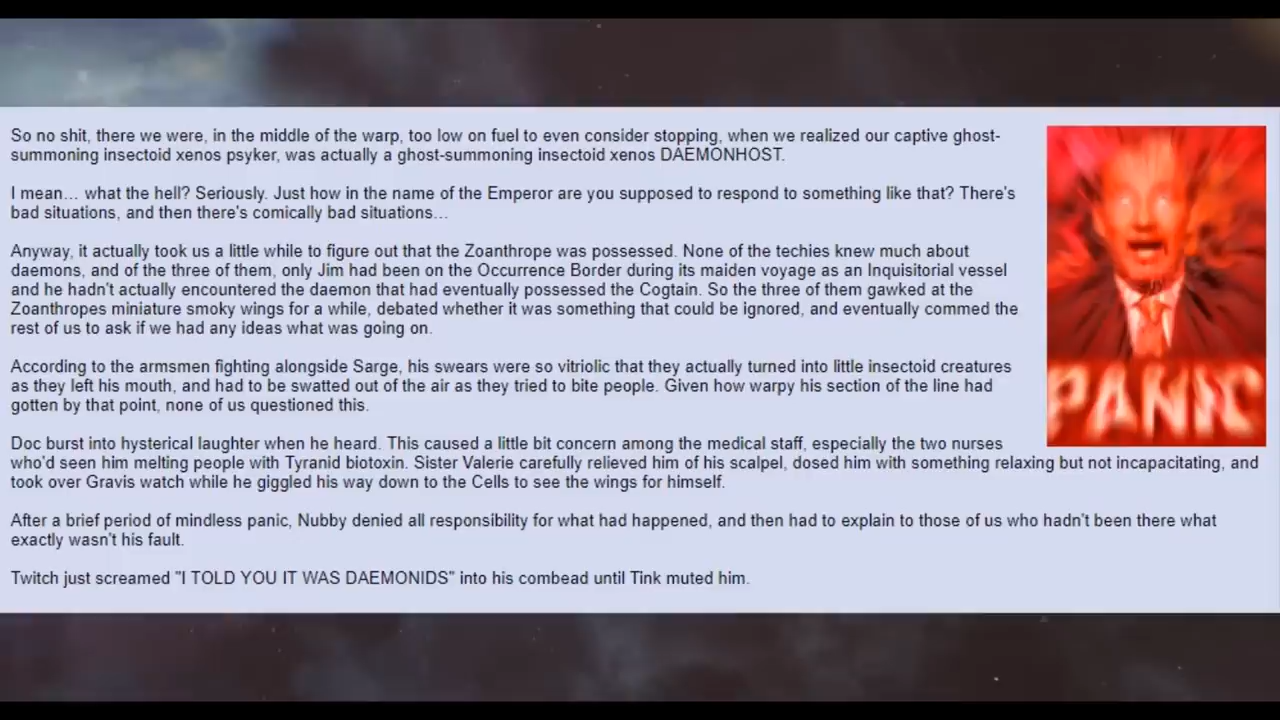 So no shit, there we were, in the middle of the warp, too low on fuel to even consider stopping, when we realized our captive ghost-
summoning insectoid xenos psyker, was actually a ghost-summoning insectoid xenos DAEMONHOST.
I mean... what the hell? Seriously. Just how in the name of the Emperor are you supposed to respond to something like that? There's
bad situations, and then there's comically bad situations...
Anyway, it actually took us a little while to figure out that the Zoanthrope was possessed. None of the techies knew much about
daemons, and of the three of them, only Jim had been on the Occurrence Border during its maiden voyage as an Inquisitorial vessel
and he hadn't actually encountered the daemon that had eventually possessed the Cogtain. So the three of them gawked at the
Zoanthropes miniature smoky wings for a while, debated whether it was something that could be ignored, and eventually commed the
rest of us to ask if we had any ideas what was going on.
According to the armsmen fighting alongside Sarge, his swears were so vitriolic that they actually turned into little insectoid creatures
as they left his mouth, and had to be swatted out of the air as they tried to bite people. Given how warpy his section of the line had
gotten by that point, none of us questioned this.
Doc burst into hysterical laughter when he heard. This caused a little bit concern among the medical staff, especially the two nurses
who'd seen him melting people with Tyranid biotoxin. Sister Valerie carefully relieved him of his scalpel, dosed him with something relaxing but not incapacitating, and
took over Gravis watch while he giggled his way down to the Cells to see the wings for himself.
After a brief period of mindless panic, Nubby denied all responsibility for what had happened, and then had to explain to those of us who hadn't been there what
exactly wasn't his fault.
Twitch just screamed "I TOLD YOU IT WAS DAEMONIDS" into his combead until Tink muted him.
PANIC